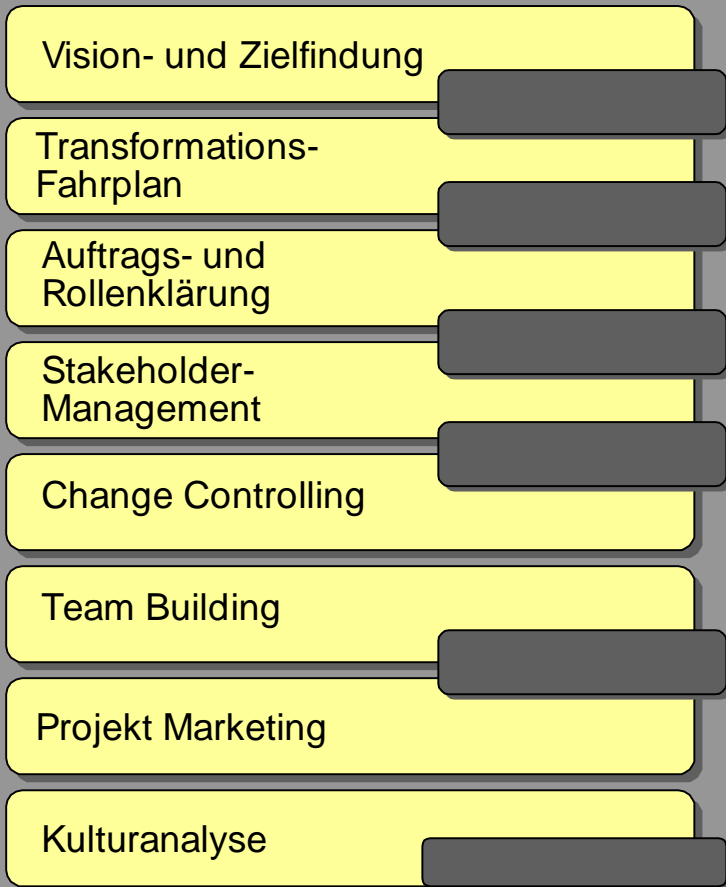 Vision- und Zielfindung
Transformations-
Fahrplan
Auftrags- und
Rollenklärung
Stakeholder-
Management
Change Controlling
Team Building
Projekt Marketing
Kulturanalyse